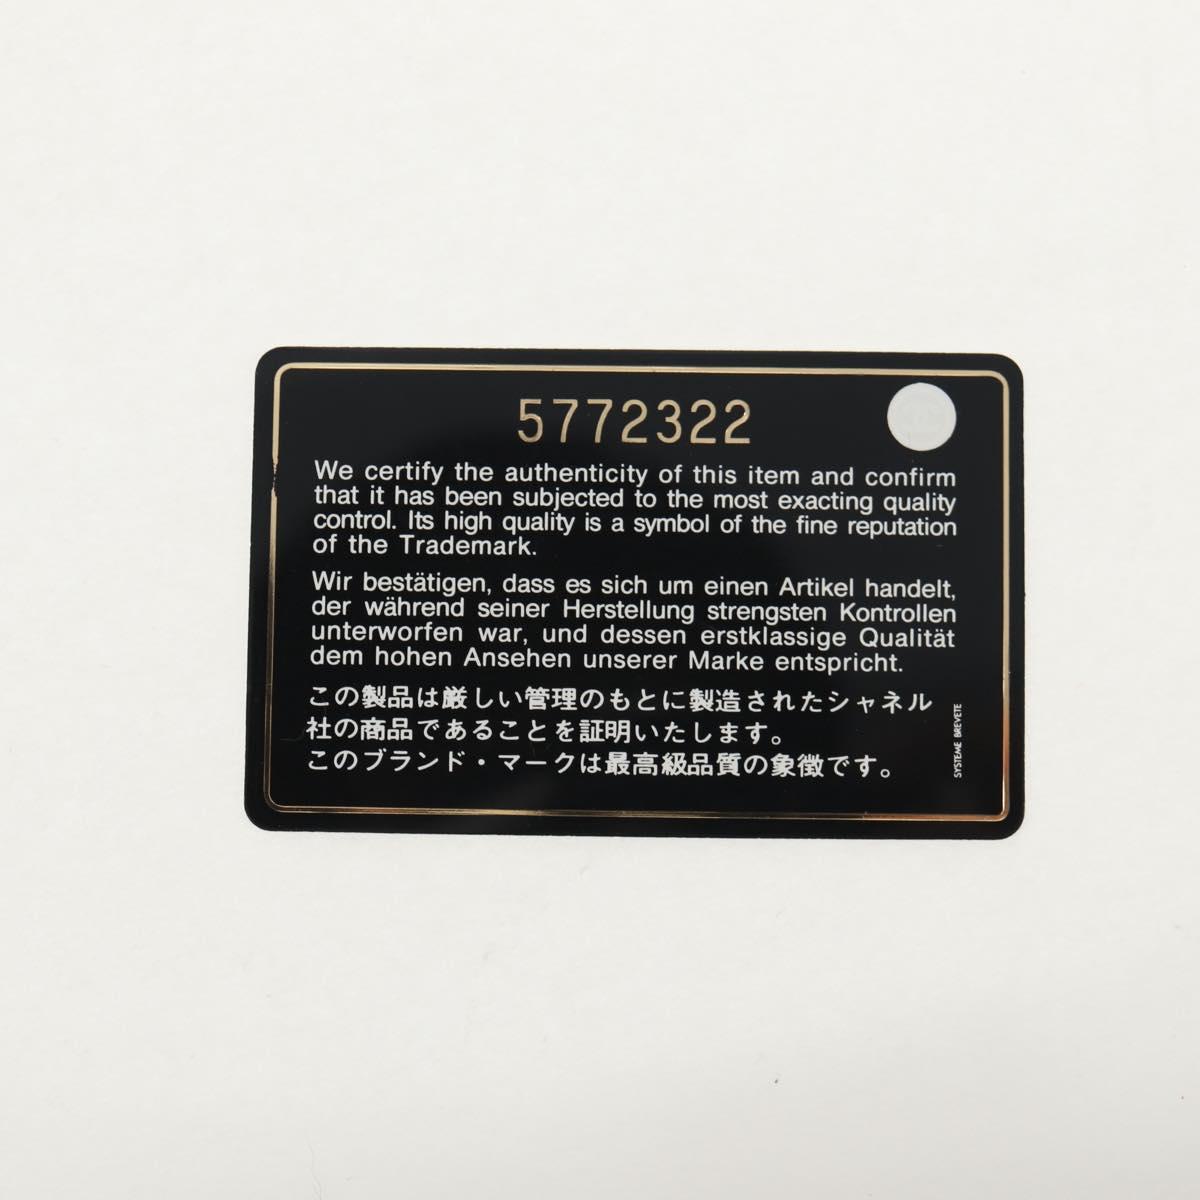 5772322
We certify the authenticity of this item and confirm
that it has been subjected to the most exacting quality
control. Its high quality is a symbol of the fine reputation
of the Trademark.
Wir bestätigen, dass es sich um einen Artikel handelt,
der während seiner Herstellung strengsten Kontrollen
unterworfen war, und dessen erstklassige Qualität
dem hohen Ansehen unserer Marke entspricht.
この製品は厳しい管理のもとに製造されたシャネル
社の商品であることを証明いたします。
このブランド・マークは最高級品質の象徴です。
SYSTEME BREVETE